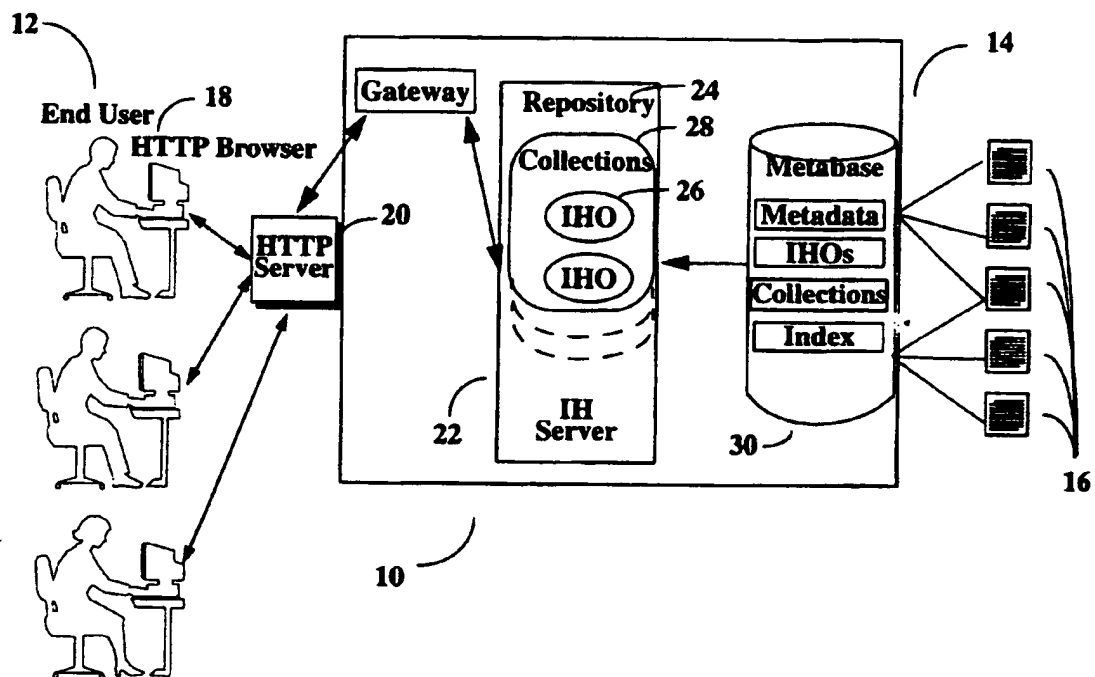 12
14
End User
18
HTTP Browser
Gateway
Repository
24
28
Collections
26
IHO
IHO
20
HTTP
Server
Metabase
Metadata
IHOs
Collections
Index
22
IH
Server
30
16
10